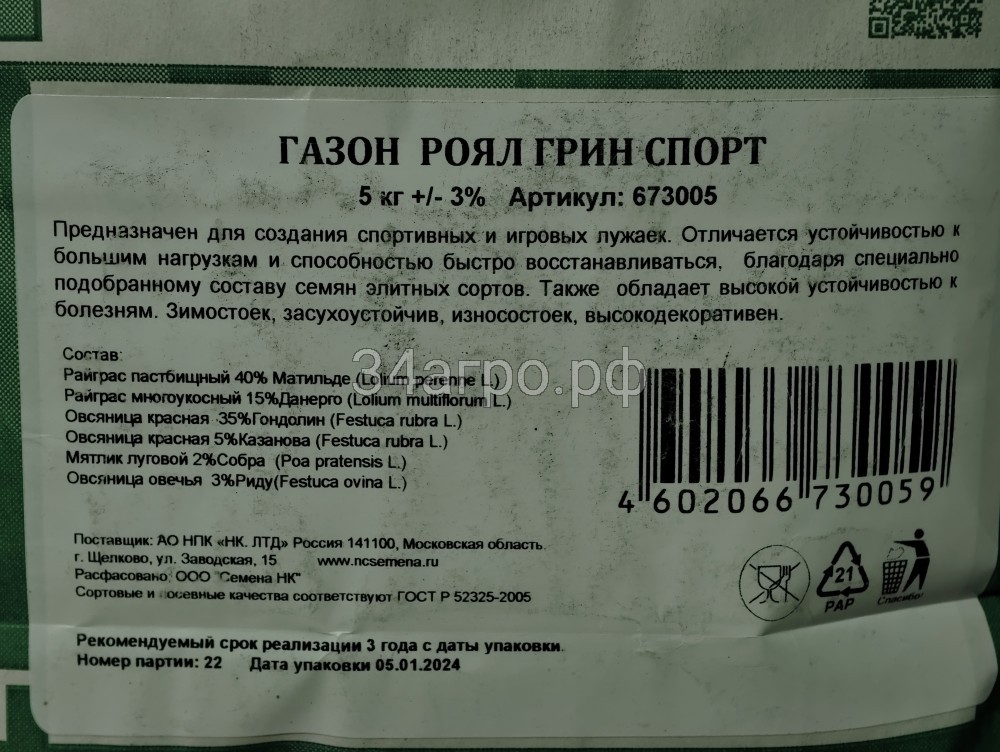 ГАЗОН РОЯЛ ГРИН СПОРТ
5 кг +/- 3% Артикул: 673005
Предназначен для создания спортивных и игровых лужаек. Отличается устойчивостью к
большим нагрузкам и способностью быстро восстанавливаться, благодаря специально
подобранному составу семян элитных сортов. Также обладает высокой устойчивостью к
болезням. Зимостоек, засухоустойчив, износостоек, высокодекоративен.
Состав:
Райграс пастбищный 40% Матильде (Lolium perenne L.)
Райграс многоукосный 15%Данерго (Lolium multiflorum L.)
Овсяница красная 35%Гондолин (Festuca rubra L.)
Овсяница красная 5%Казанова (Festuca rubra L.)
Мятлик луговой 2%Собра (Poa pratensis L.)
Овсяница овечья 3%Риду(Festuca ovina L.)
34агро.рф
4 602066 730059
Поставщик: АО НПК «НК. ЛТД» Россия 141100, Московская область.
г. Щелково, ул. Заводская, 15 www.ncsemena.ru
Расфасовано: ООО "Семена НК"
Сортовые и посевные качества соответствуют ГОСТ Р 52325-2005
21
PAP
Спасибо!
Рекомендуемый срок реализации 3 года с даты упаковки.
Номер партии: 22 Дата упаковки 05.01.2024